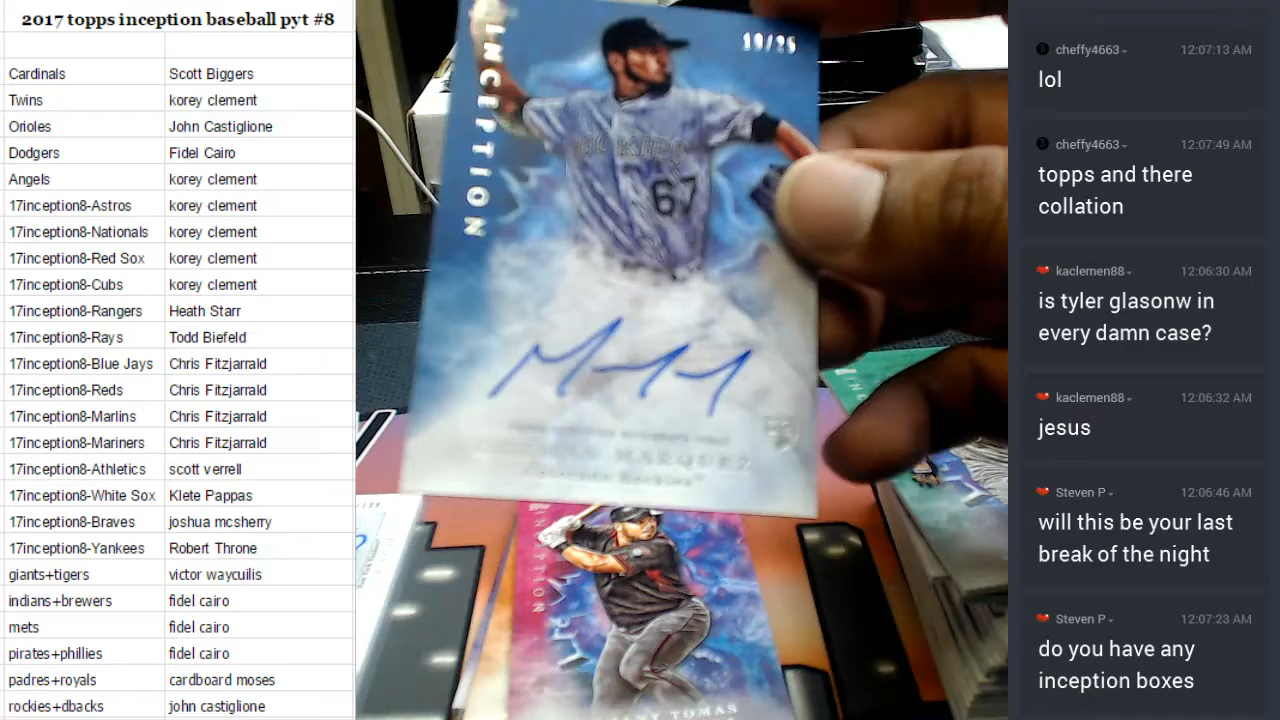 2017 topps inception baseball pyt #8
Cardinals Scott Biggers
Twins korey clement
Orioles John Castiglione
Dodgers Fidel Cairo
Angels korey clement
17inception8-Astros korey clement
17inception8-Nationals korey clement
17inception8-Red Sox korey clement
17inception8-Cubs korey clement
17inception8-Rangers Heath Starr
17inception8-Rays Todd Biefeld
17inception8-Blue Jays Chris Fitzjarrald
17inception8-Reds Chris Fitzjarrald
17inception8-Marlins Chris Fitzjarrald
17inception8-Mariners Chris Fitzjarrald
17inception8-Athletics scott verrell
17inception8-White Sox Klete Pappas
17inception8-Braves joshua mcsherry
17inception8-Yankees Robert Throne
giants+tigers victor waycuilis
indians+brewers fidel cairo
mets fidel cairo
pirates+phillies fidel cairo
padres+royals cardboard moses
rockies+dbacks john castiglione
INCEPTION
19/25
67
MARQUEZ
INCEPTION
TOMAS
cheffy4663 12:07:13 AM
lol
cheffy4663 12:07:49 AM
topps and there
collation
kaclemen88 12:06:30 AM
is tyler glasonw in
every damn case?
kaclemen88 12:06:32 AM
jesus
Steven P 12:06:46 AM
will this be your last
break of the night
Steven P 12:07:23 AM
do you have any
inception boxes